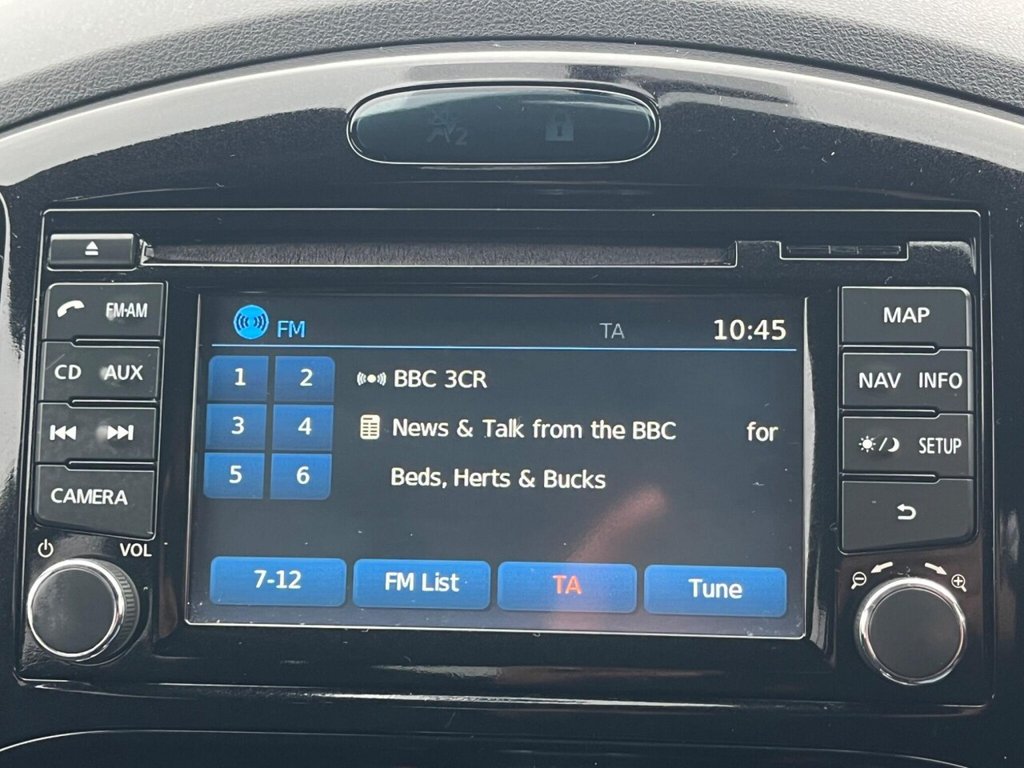 2
FM TA 10:45
FM·AM
MAP
1 2
BBC 3CR
CD AUX
NAV INFO
3 4
News & Talk from the BBC for
SETUP
5 6
Beds, Herts & Bucks
CAMERA
VOL
7-12 FM List TA Tune